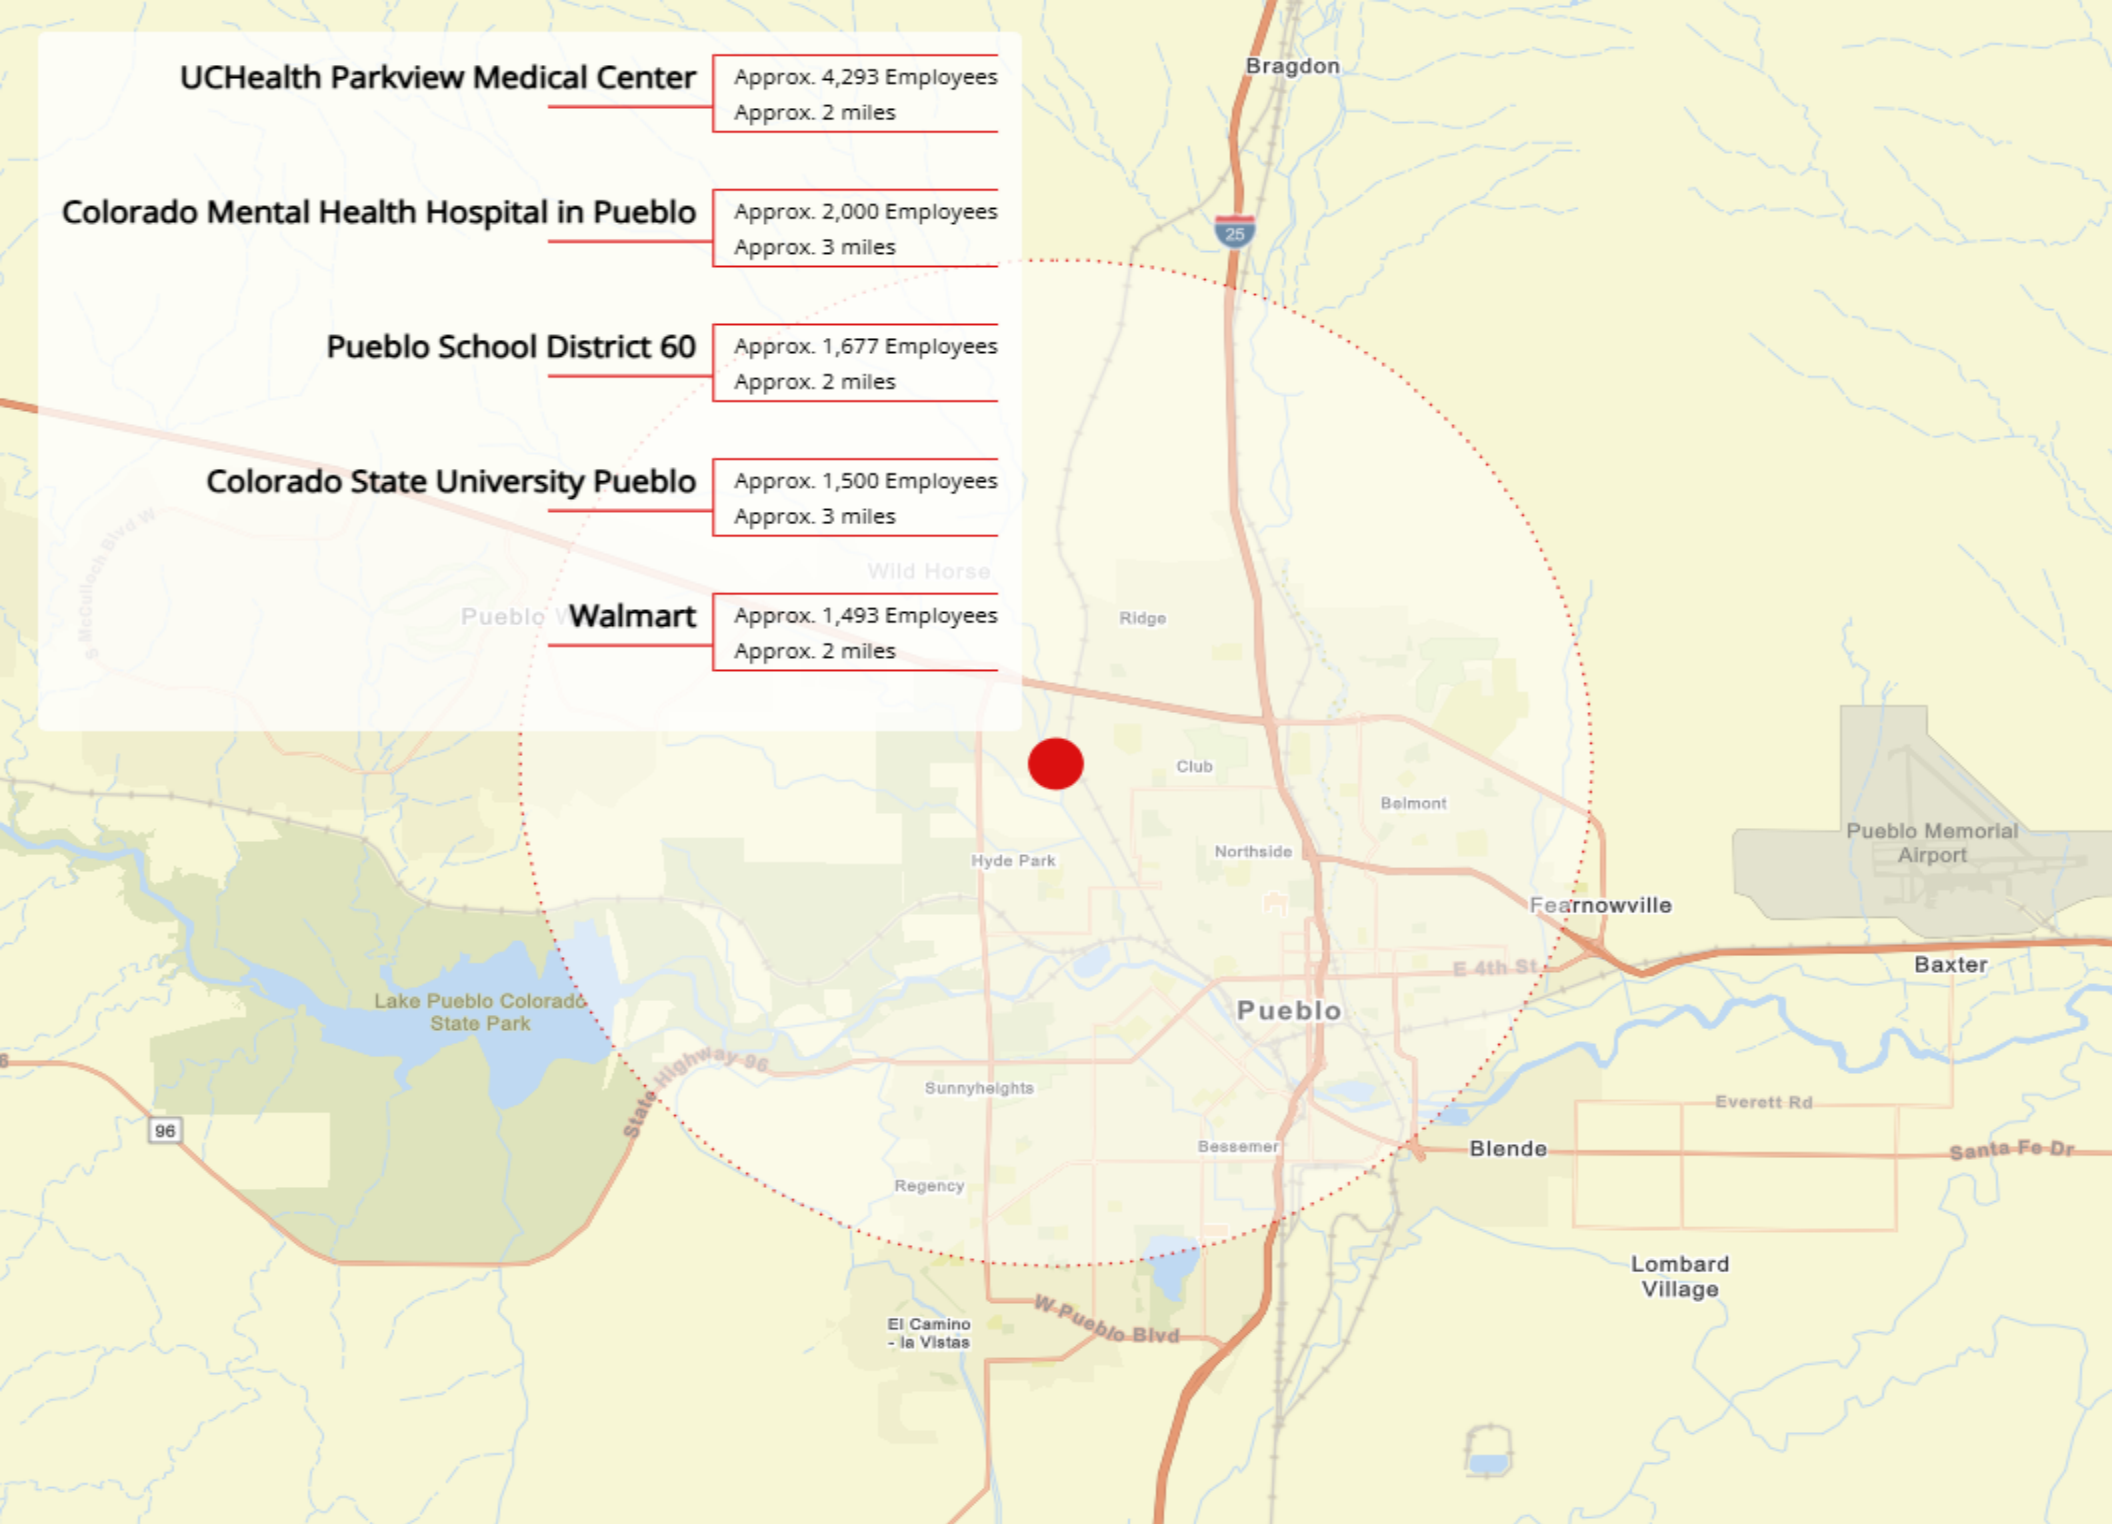 UCHealth Parkview Medical Center
Approx. 4,293 Employees
Approx. 2 miles
Colorado Mental Health Hospital in Pueblo
Approx. 2,000 Employees
Approx. 3 miles
Pueblo School District 60
Approx. 1,677 Employees
Approx. 2 miles
Colorado State University Pueblo
Approx. 1,500 Employees
Approx. 3 miles
Walmart
Approx. 1,493 Employees
Approx. 2 miles
Bragdon
25
S McCulloch Blvd W
Wild Horse
Pueblo W
Ridge
Club
Belmont
Pueblo Memorial
Airport
Northside
Hyde Park
Fearnowville
E 4th St
Baxter
Lake Pueblo Colorado
State Park
Pueblo
State Highway 96
Sunnyheights
Everett Rd
96
Bessemer
Blende
Santa Fe Dr
Regency
Lombard
Village
W Pueblo Blvd
El Camino
- la Vistas